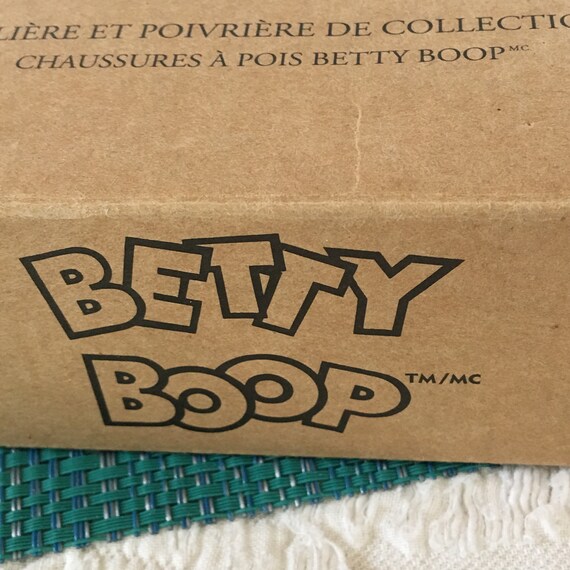 LIÈRE ET POIVRIÈRE DE COLLECTIO
CHAUSSURES À POIS BETTY BOOP MC
BETTY
BOOP TM/MC